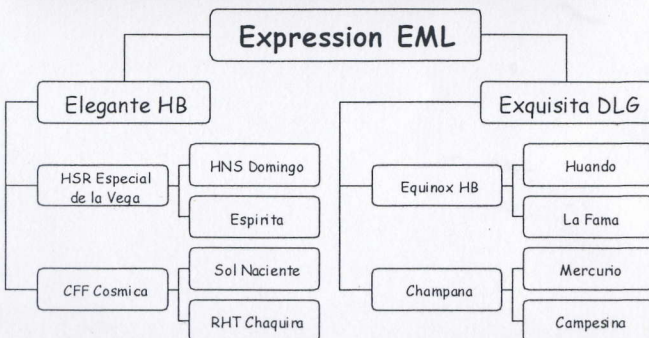 Expression EML
Elegante HB
Exquisita DLG
HSR Especial
de la Vega
HNS Domingo
Espirita
CFF Cosmica
Sol Naciente
RHT Chaquira
Equinox HB
Huando
La Fama
Champana
Mercurio
Campesina